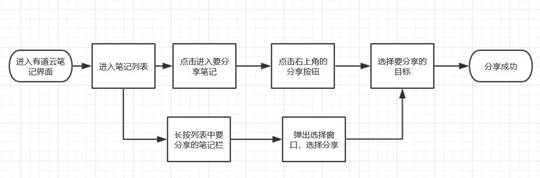 进入有道云笔
记界面
进入笔记列表
点击进入要分
享笔记
点击右上角的
分享按钮
选择要分享的
目标
分享成功
长按列表中要
分享的笔记栏
弹出选择窗
口，选择分享